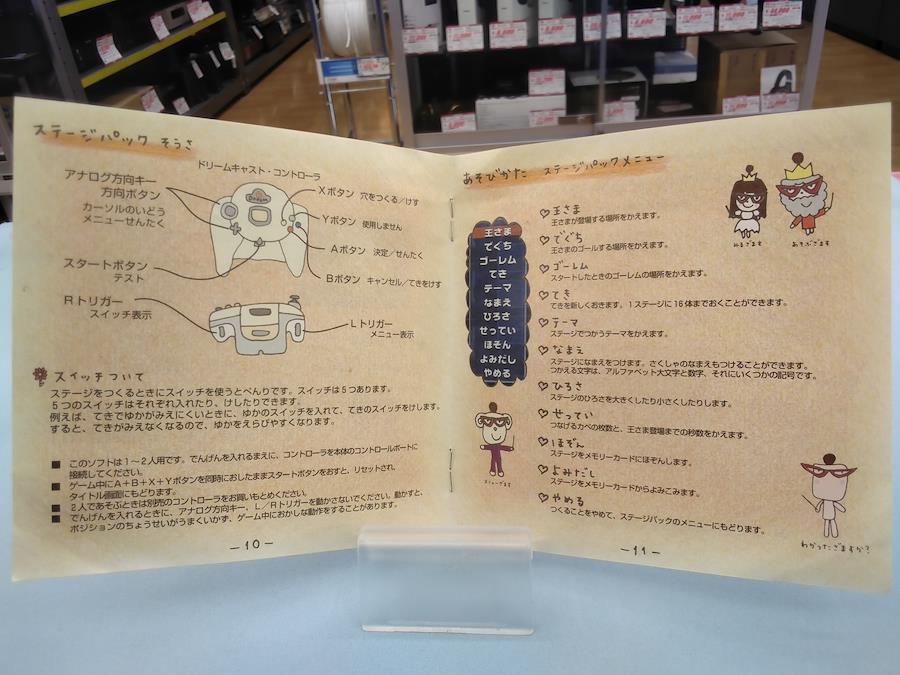 ステージパック そうさ
ドリームキャスト・コントローラ
アナログ方向キー
方向ボタン
カーソルのいどう
メニューせんたく
スタートボタン
テスト
Rトリガー
スイッチ表示
Xボタン 穴をつくる/けす
Yボタン 使用しません
Aボタン 決定/せんたく
Bボタン キャンセル/てきをけす
Lトリガー
メニュー表示
スイッチついて
ステージをつくるときにスイッチを使うとべんりです。スイッチは5つあります。
5つのスイッチはそれぞれ入れたり、けしたりできます。
例えば、てきでゆかがみえにくいときに、ゆかのスイッチを入れて、てきのスイッチをけします。
すると、てきがみえなくなるので、ゆかをえらびやすくなります。
■ このソフトは1〜2人用です。でんげんを入れるまえに、コントローラを本体のコントロールポートに
接続してください。
■ ゲーム中にA+B+X+Yボタンを同時におしたままスタートボタンをおすと、リセットされ、
タイトル画面にもどります。
■ 2人であそぶときは別売のコントローラをお買いもとめください。
■ でんげんを入れるときに、アナログ方向キー、L/Rトリガーを動かさないでください。動かすと、
ポジションのちょうせいがうまくいかず、ゲーム中におかしな動作をすることがあります。
—10—
あそびかた ステージパックメニュー
王さま
でぐち
ゴーレム
てき
テーマ
なまえ
ひろさ
せってい
ほそん
よみだし
やめる
王さま
王さまが登場する場所をかえます。
でぐち
王さまのゴールする場所をかえます。
ゴーレム
スタートしたときのゴーレムの場所をかえます。
てき
てきを新しくおきます。1ステージに16体までおくことができます。
テーマ
ステージでつかうテーマをかえます。
なまえ
ステージになまえをつけます。さくしゃのなまえもつけることができます。
つかえる文字は、アルファベット大文字と数字、それにいくつかの記号です。
ひろさ
ステージのひろさを大きくしたり小さくしたりします。
せってい
つなげるカベの枚数と、王さま登場までの秒数をかえます。
ほぞん
ステージをメモリーカードにほぞんします。
よみだし
ステージをメモリーカードからよみこみます。
やめる
つくることをやめて、ステージパックのメニューにもどります。
わかったござますか?
—11—